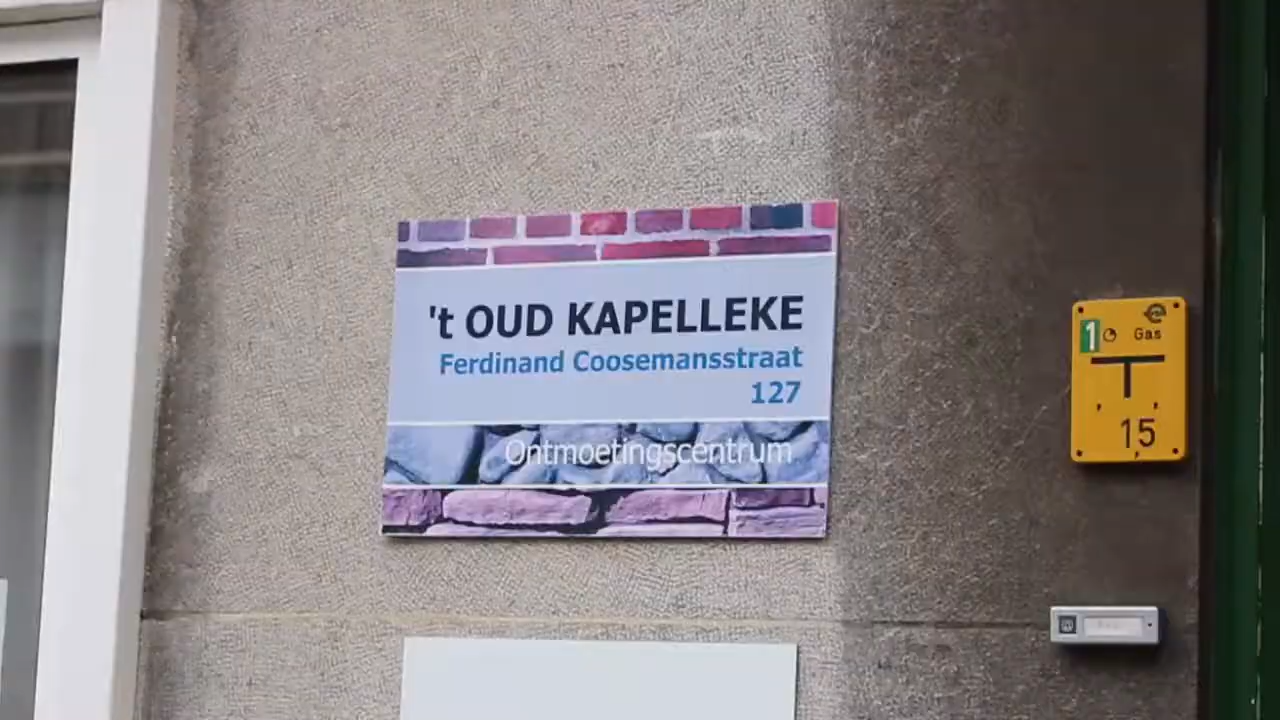 't OUD KAPELLEKE
Ferdinand Coosemansstraat
127
Ontmoetingscentrum
1 Gas
15